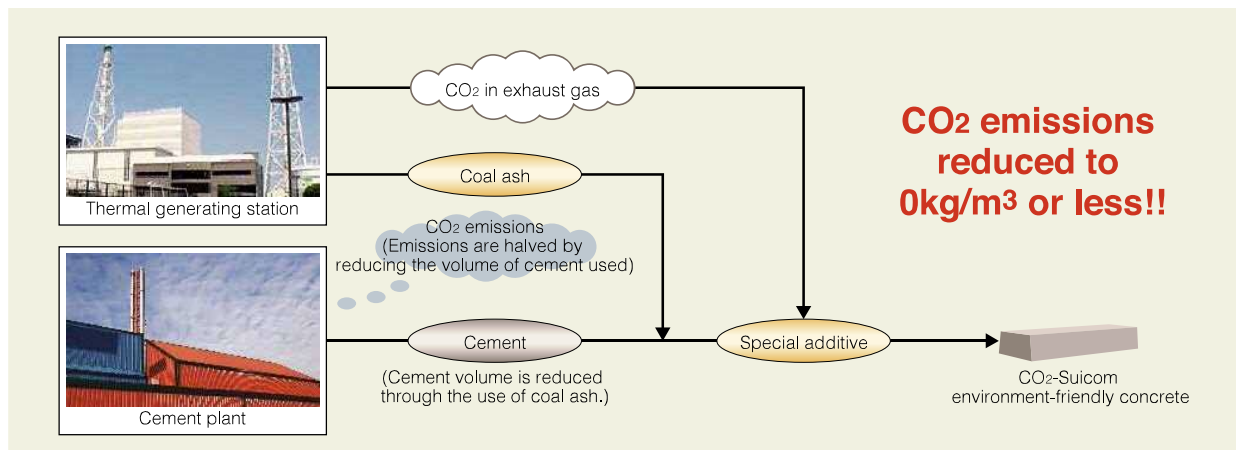 CO2 in exhaust gas
Coal ash
Thermal generating station
CO2 emissions
(Emissions are halved by
reducing the volume of cement used)
Cement
(Cement volume is reduced
through the use of coal ash.)
Cement plant
Special additive
CO2 emissions
reduced to
0kg/m3 or less!!
CO2-Suicom
environment-friendly concrete